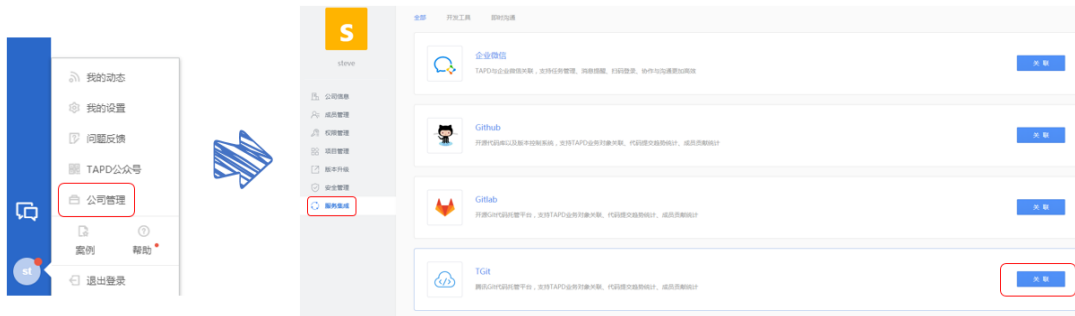 我的动态
我的设置
问题反馈
TAPD公众号
公司管理
案例
帮助
退出登录
st
S
steve
公司信息
成员管理
权限管理
项目管理
版本升级
安全管理
服务集成
全部 开发工具 即时沟通
企业微信
TAPD与企业微信关联，支持任务管理、消息提醒、扫码登录、协作与沟通更加高效
关联
Github
开源代码库以及版本控制系统，支持TAPD业务对象关联、代码提交趋势统计、成员贡献统计
关联
Gitlab
开源Git代码托管平台，支持TAPD业务对象关联、代码提交趋势统计、成员贡献统计
关联
TGit
腾讯Git代码托管平台，支持TAPD业务对象关联、代码提交趋势统计、成员贡献统计
关联